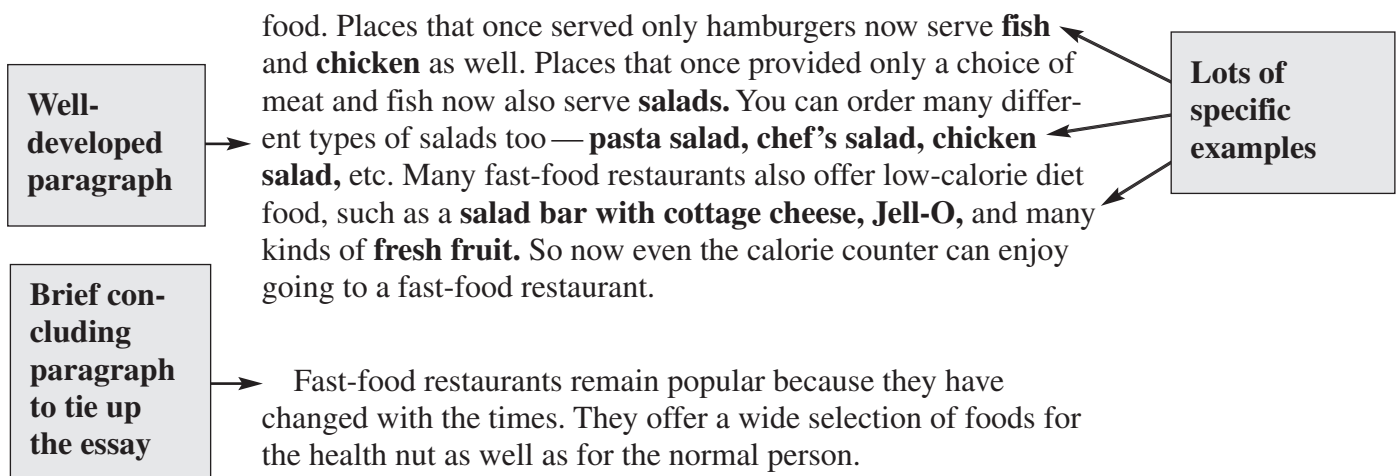 food. Places that once served only hamburgers now serve fish
and chicken as well. Places that once provided only a choice of
meat and fish now also serve salads. You can order many differ-
ent types of salads too — pasta salad, chef's salad, chicken
salad, etc. Many fast-food restaurants also offer low-calorie diet
food, such as a salad bar with cottage cheese, Jell-O, and many
kinds of fresh fruit. So now even the calorie counter can enjoy
going to a fast-food restaurant.
Well-
developed
paragraph
Lots of
specific
examples
Brief con-
cluding
paragraph
to tie up
the essay
Fast-food restaurants remain popular because they have
changed with the times. They offer a wide selection of foods for
the health nut as well as for the normal person.